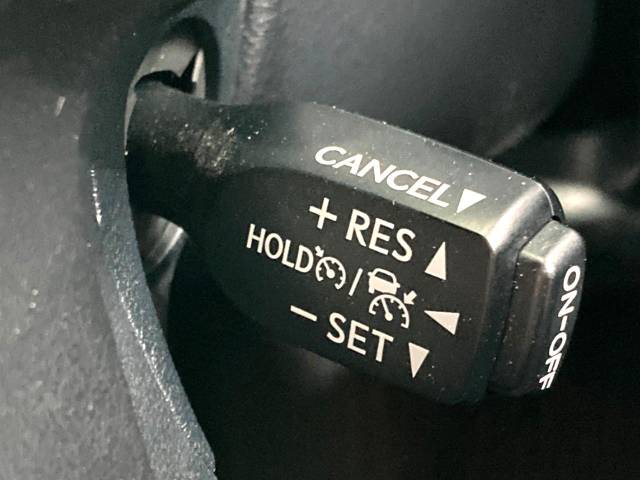 CANCEL▼
+ RES ▲
HOLD / ◀
− SET ▼
ON-OFF